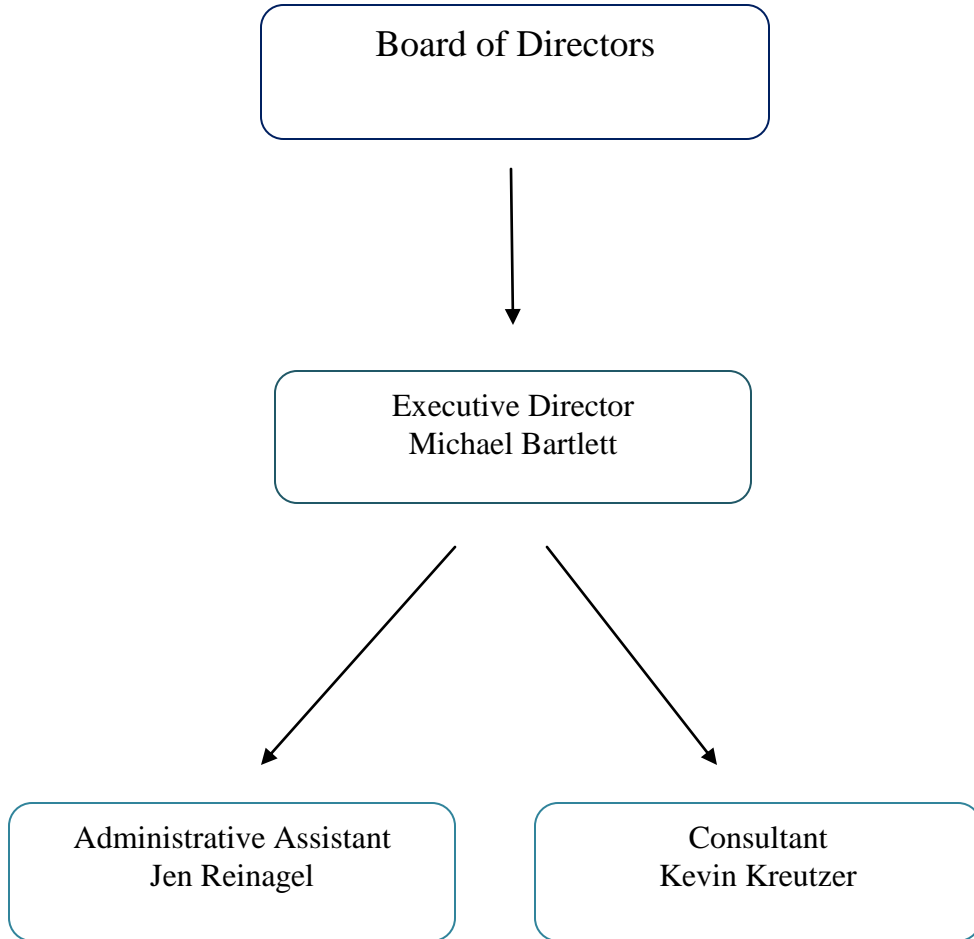 Board of Directors
Executive Director
Michael Bartlett
Administrative Assistant
Jen Reinagel
Consultant
Kevin Kreutzer